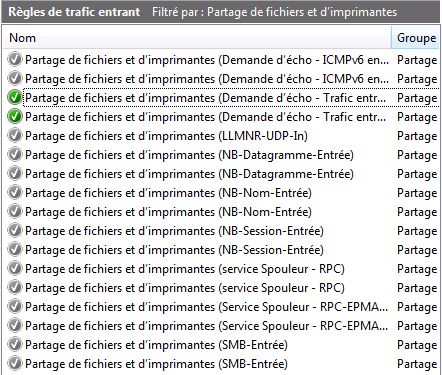 Règles de trafic entrant Filtré par : Partage de fichiers et d'imprimantes
Nom Groupe
Partage de fichiers et d'imprimantes (Demande d'écho - ICMPv6 en... Partage
Partage de fichiers et d'imprimantes (Demande d'écho - ICMPv6 en... Partage
Partage de fichiers et d'imprimantes (Demande d'écho - Trafic entr... Partage
Partage de fichiers et d'imprimantes (Demande d'écho - Trafic entr... Partage
Partage de fichiers et d'imprimantes (LLMNR-UDP-In) Partage
Partage de fichiers et d'imprimantes (NB-Datagramme-Entrée) Partage
Partage de fichiers et d'imprimantes (NB-Datagramme-Entrée) Partage
Partage de fichiers et d'imprimantes (NB-Nom-Entrée) Partage
Partage de fichiers et d'imprimantes (NB-Nom-Entrée) Partage
Partage de fichiers et d'imprimantes (NB-Session-Entrée) Partage
Partage de fichiers et d'imprimantes (NB-Session-Entrée) Partage
Partage de fichiers et d'imprimantes (service Spouleur - RPC) Partage
Partage de fichiers et d'imprimantes (service Spouleur - RPC) Partage
Partage de fichiers et d'imprimantes (Service Spouleur - RPC-EPMA... Partage
Partage de fichiers et d'imprimantes (Service Spouleur - RPC-EPMA... Partage
Partage de fichiers et d'imprimantes (SMB-Entrée) Partage
Partage de fichiers et d'imprimantes (SMB-Entrée) Partage